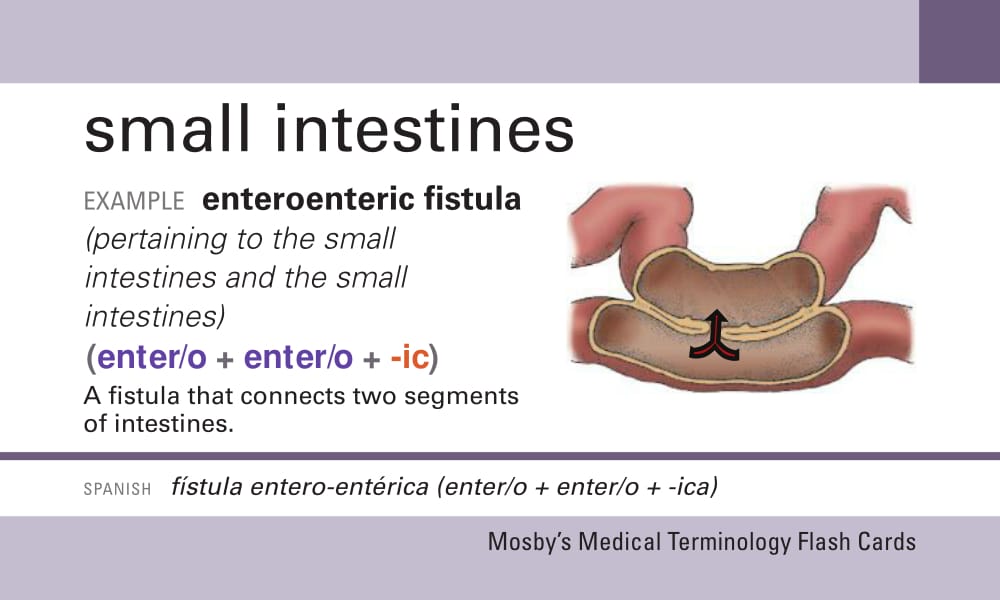 small intestines
EXAMPLE enteroenteric fistula
(pertaining to the small
intestines and the small
intestines)
(enter/o + enter/o + -ic)
A fistula that connects two segments
of intestines.
SPANISH fístula entero-entérica (enter/o + enter/o + -ica)
Mosby’s Medical Terminology Flash Cards